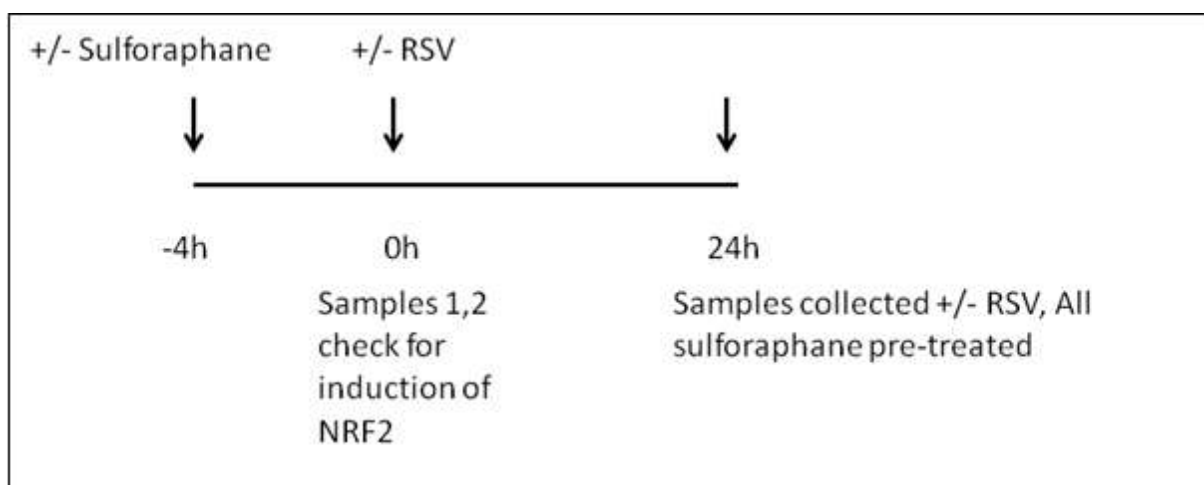 +/- Sulforaphane
+/- RSV
-4h
0h
24h
Samples 1,2
check for
induction of
NRF2
Samples collected +/- RSV, All
sulforaphane pre-treated